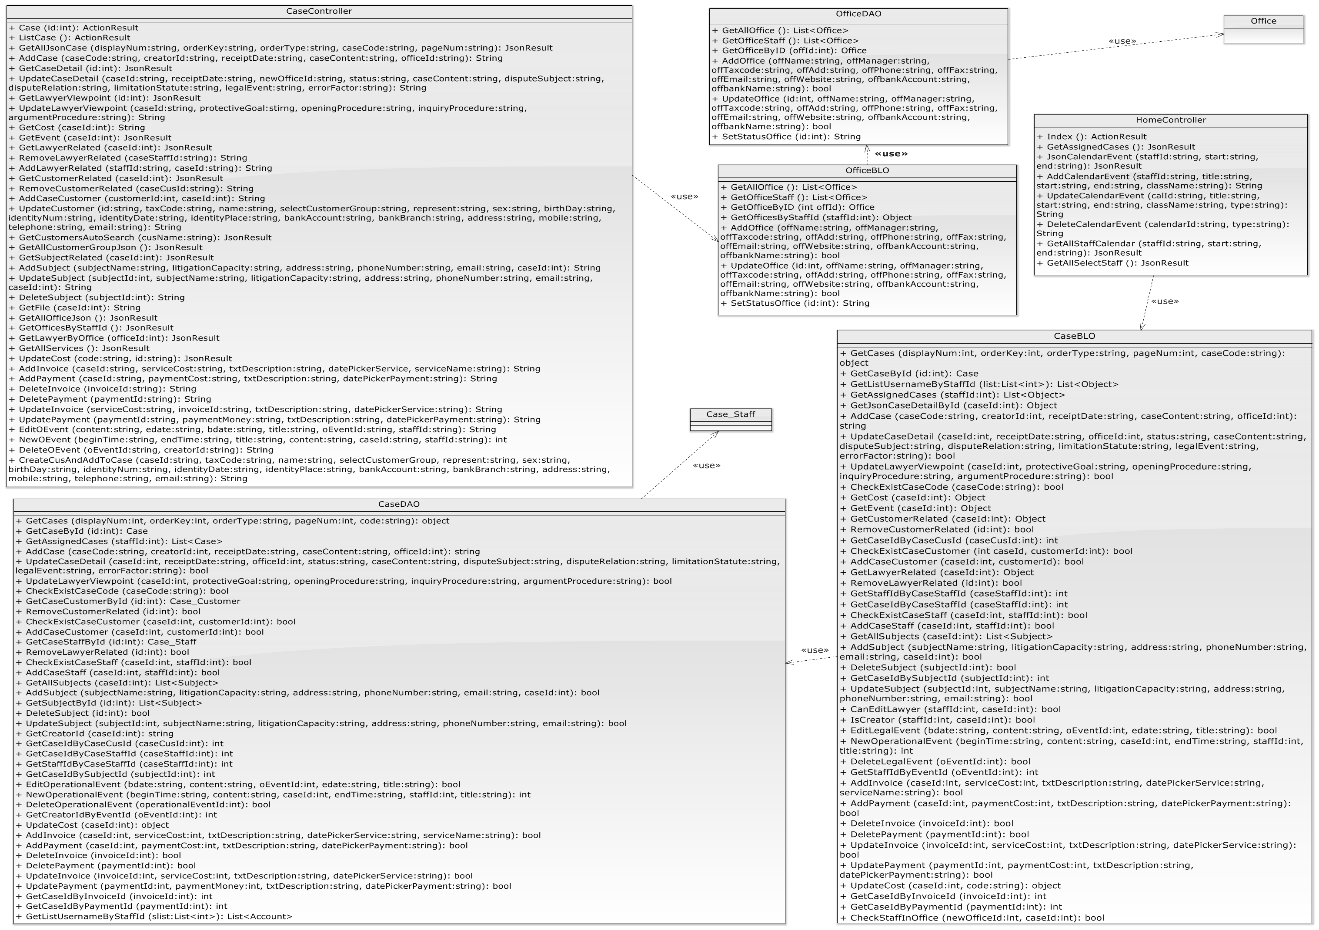 CaseController
+ Case (id:int): ActionResult
+ ListCase (): ActionResult
+ GetAllJsonCase (displayNum:string, orderKey:string, orderType:string, caseCode:string, pageNum:string): JsonResult
+ AddCase (caseCode:string, creatorId:string, receiptDate:string, caseContent:string, officeId:string): String
+ GetCaseDetail (id:int): JsonResult
+ UpdateCaseDetail (caseId:string, receiptDate:string, newOfficeId:string, status:string, caseContent:string, disputeSubject:string,
disputeRelation:string, limitationStatute:string, legalEvent:string, errorFactor:string): String
+ GetLawyerViewpoint (id:int): JsonResult
+ UpdateLawyerViewpoint (caseId:string, protectiveGoal:strirng, openingProcedure:string, inquiryProcedure:string,
argumentProcedure:string): String
+ GetCost (caseId:int): String
+ GetEvent (caseId:int): JsonResult
+ GetLawyerRelated (caseId:int): JsonResult
+ RemoveLawyerRelated (caseStaffId:string): String
+ AddLawyerRelated (staffId:string, caseId:string): String
+ GetCustomerRelated (caseId:int): JsonResult
+ RemoveCustomerRelated (caseCusId:string): String
+ AddCaseCustomer (customerId:int, caseId:int): String
+ UpdateCustomer (id:string, taxCode:string, name:string, selectCustomerGroup:string, represent:string, sex:string, birthDay:string,
identityNum:string, identityDate:string, identityPlace:string, bankAccount:string, bankBranch:string, address:string, mobile:string,
telephone:string, email:string): String
+ GetCustomersAutoSearch (cusName:string): JsonResult
+ GetAllCustomerGroupJson (): JsonResult
+ GetSubjectRelated (caseId:int): JsonResult
+ AddSubject (subjectName:string, litigationCapacity:string, address:string, phoneNumber:string, email:string, caseId:int): String
+ UpdateSubject (subjectId:int, subjectName:string, litigationCapacity:string, address:string, phoneNumber:string, email:string,
caseId:int): String
+ DeleteSubject (subjectId:int): String
+ GetFile (caseId:int): String
+ GetAllOfficeJson (): JsonResult
+ GetOfficesByStaffId (): JsonResult
+ GetLawyerByOffice (officeId:int): JsonResult
+ GetAllServices (): JsonResult
+ UpdateCost (code:string, id:string): JsonResult
+ AddInvoice (caseId:string, serviceCost:string, txtDescription:string, datePickerService, serviceName:string): String
+ AddPayment (caseId:string, paymentCost:string, txtDescription:string, datePickerPayment:string): String
+ DeleteInvoice (invoiceId:string): String
+ DeletePayment (paymentId:string): String
+ UpdateInvoice (serviceCost:string, invoiceId:string, txtDescription:string, datePickerService:string): String
+ UpdatePayment (paymentId:string, paymentMoney:string, txtDescription:string, datePickerPayment:string): String
+ EditOEvent (content:string, edate:string, bdate:string, title:string, oEventId:string, staffId:string): String
+ NewOEvent (beginTime:string, endTime:string, title:string, content:string, caseId:string, staffId:string): int
+ DeleteOEvent (oEventId:string, creatorId:string): String
+ CreateCusAndAddToCase (caseId:string, taxCode:string, name:string, selectCustomerGroup, represent:string, sex:string,
birthDay:string, identityNum:string, identityDate:string, identityPlace:string, bankAccount:string, bankBranch:string, address:string,
mobile:string, telephone:string, email:string): String
«use»
OfficeDAO
+ GetAllOffice (): List<Office>
+ GetOfficeStaff (): List<Office>
+ GetOfficeByID (offId:int): Office
+ AddOffice (offName:string, offManager:string,
offTaxcode:string, offAdd:string, offPhone:string, offFax:string,
offEmail:string, offWebsite:string, offbankAccount:string,
offbankName:string): bool
+ UpdateOffice (id:int, offName:string, offManager:string,
offTaxcode:string, offAdd:string, offPhone:string, offFax:string,
offEmail:string, offWebsite:string, offbankAccount:string,
offbankName:string): bool
+ SetStatusOffice (id:int): String
«use»
Office
«use»
OfficeBLO
+ GetAllOffice (): List<Office>
+ GetOfficeStaff (): List<Office>
+ GetOfficeByID (int offId): Office
+ GetOfficesByStaffId (staffId:int): Object
+ AddOffice (offName:string, offManager:string,
offTaxcode:string, offAdd:string, offPhone:string, offFax:string,
offEmail:string, offWebsite:string, offbankAccount:string,
offbankName:string): bool
+ UpdateOffice (id:int, offName:string, offManager:string,
offTaxcode:string, offAdd:string, offPhone:string, offFax:string,
offEmail:string, offWebsite:string, offbankAccount:string,
offbankName:string): bool
+ SetStatusOffice (id:int): String
HomeController
+ Index (): ActionResult
+ GetAssignedCases (): JsonResult
+ JsonCalendarEvent (staffId:string, start:string,
end:string): JsonResult
+ AddCalendarEvent (staffId:string, title:string,
start:string, end:string, className:string): String
+ UpdateCalendarEvent (calId:string, title:string,
start:string, end:string, className:string, type:string):
String
+ DeleteCalendarEvent (calendarId:string, type:string):
String
+ GetAllStaffCalendar (staffId:string, start:string,
end:string): JsonResult
+ GetAllSelectStaff (): JsonResult
«use»
Case_Staff
«use»
CaseDAO
+ GetCases (displayNum:int, orderKey:int, orderType:string, pageNum:int, code:string): object
+ GetCaseById (id:int): Case
+ GetAssignedCases (staffId:int): List<Case>
+ AddCase (caseCode:string, creatorId:int, receiptDate:string, caseContent:string, officeId:int): string
+ UpdateCaseDetail (caseId:int, receiptDate:string, officeId:int, status:string, caseContent:string, disputeSubject:string, disputeRelation:string, limitationStatute:string,
legalEvent:string, errorFactor:string): bool
+ UpdateLawyerViewpoint (caseId:int, protectiveGoal:string, openingProcedure:string, inquiryProcedure:string, argumentProcedure:string): bool
+ CheckExistCaseCode (caseCode:string): bool
+ GetCaseCustomerById (id:int): Case_Customer
+ RemoveCustomerRelated (id:int): bool
+ CheckExistCaseCustomer (caseId:int, customerId:int): bool
+ AddCaseCustomer (caseId:int, customerId:int): bool
+ GetCaseStaffById (id:int): Case_Staff
+ RemoveLawyerRelated (id:int): bool
+ CheckExistCaseStaff (caseId:int, staffId:int): bool
+ AddCaseStaff (caseId:int, staffId:int): bool
+ GetAllSubjects (caseId:int): List<Subject>
+ AddSubject (subjectName:string, litigationCapacity:string, address:string, phoneNumber:string, email:string, caseId:int): bool
+ GetSubjectById (id:int): List<Subject>
+ DeleteSubject (id:int): bool
+ UpdateSubject (subjectId:int, subjectName:string, litigationCapacity:string, address:string, phoneNumber:string, email:string): bool
+ GetCreatorId (caseId:int): string
+ GetCaseIdByCaseCusId (caseCusId:int): int
+ GetCaseIdByCaseStaffId (caseStaffId:int): int
+ GetStaffIdByCaseStaffId (caseStaffId:int): int
+ GetCaseIdBySubjectId (subjectId:int): int
+ EditOperationalEvent (bdate:string, content:string, oEventId:int, edate:string, title:string): bool
+ NewOperationalEvent (beginTime:string, content:string, caseId:int, endTime:string, staffId:int, title:string): int
+ DeleteOperationalEvent (operationalEventId:int): bool
+ GetCreatorIdByEventId (oEventId:int): int
+ UpdateCost (caseId:int): object
+ AddInvoice (caseId:int, serviceCost:int, txtDescription:string, datePickerService:string, serviceName:string): bool
+ AddPayment (caseId:int, paymentCost:int, txtDescription:string, datePickerPayment:string): bool
+ DeleteInvoice (invoiceId:int): bool
+ DeletePayment (paymentId:int): bool
+ UpdateInvoice (invoiceId:int, serviceCost:int, txtDescription:string, datePickerService:string): bool
+ UpdatePayment (paymentId:int, paymentMoney:int, txtDescription:string, datePickerPayment:string): bool
+ GetCaseIdByInvoiceId (invoiceId:int): int
+ GetCaseIdByPaymentId (paymentId:int): int
+ GetListUsernameByStaffId (slist:List<int>): List<Account>
«use»
CaseBLO
+ GetCases (displayNum:int, orderKey:int, orderType:string, pageNum:int, caseCode:string):
object
+ GetCaseById (id:int): Case
+ GetListUsernameByStaffId (list:List<int>): List<Object>
+ GetAssignedCases (staffId:int): List<Object>
+ GetJsonCaseDetailById (caseId:int): Object
+ AddCase (caseCode:string, creatorId:int, receiptDate:string, caseContent:string, officeId:int):
string
+ UpdateCaseDetail (caseId:int, receiptDate:string, officeId:int, status:string, caseContent:string,
disputeSubject:string, disputeRelation:string, limitationStatute:string, legalEvent:string,
errorFactor:string): bool
+ UpdateLawyerViewpoint (caseId:int, protectiveGoal:string, openingProcedure:string,
inquiryProcedure:string, argumentProcedure:string): bool
+ CheckExistCaseCode (caseCode:string): bool
+ GetCost (caseId:int): Object
+ GetEvent (caseId:int): Object
+ GetCustomerRelated (caseId:int): Object
+ RemoveCustomerRelated (id:int): bool
+ GetCaseIdByCaseCusId (caseCusId:int): int
+ CheckExistCaseCustomer (int caseId, customerId:int): bool
+ AddCaseCustomer (caseId:int, customerId): bool
+ GetLawyerRelated (caseId:int): Object
+ RemoveLawyerRelated (id:int): bool
+ GetStaffIdByCaseStaffId (caseStaffId:int): int
+ GetCaseIdByCaseStaffId (caseStaffId:int): int
+ CheckExistCaseStaff (caseId:int, staffId:int): bool
+ AddCaseStaff (caseId:int, staffId:int): bool
+ GetAllSubjects (caseId:int): List<Subject>
+ AddSubject (subjectName:string, litigationCapacity:string, address:string, phoneNumber:string,
email:string, caseId:int): bool
+ DeleteSubject (subjectId:int): bool
+ GetCaseIdBySubjectId (subjectId:int): int
+ UpdateSubject (subjectId:int, subjectName:string, litigationCapacity:string, address:string,
phoneNumber:string, email:string): bool
+ CanEditLawyer (staffId:int, caseId:int): bool
+ IsCreator (staffId:int, caseId:int): bool
+ EditLegalEvent (bdate:string, content:string, oEventId:int, edate:string, title:string): bool
+ NewOperationalEvent (beginTime:string, content:string, caseId:int, endTime:string, staffId:int,
title:string): int
+ DeleteLegalEvent (oEventId:int): bool
+ GetStaffIdByEventId (oEventId:int): int
+ AddInvoice (caseId:int, serviceCost:int, txtDescription:string, datePickerService:string,
serviceName:string): bool
+ AddPayment (caseId:int, paymentCost:int, txtDescription:string, datePickerPayment:string):
bool
+ DeleteInvoice (invoiceId:int): bool
+ DeletePayment (paymentId:int): bool
+ UpdateInvoice (invoiceId:int, serviceCost:int, txtDescription:string, datePickerService:string):
bool
+ UpdatePayment (paymentId:int, paymentCost:int, txtDescription:string,
datePickerPayment:string): bool
+ UpdateCost (caseId:int, code:string): object
+ GetCaseIdByInvoiceId (invoiceId:int): int
+ GetCaseIdByPaymentId (paymentId:int): int
+ CheckStaffInOffice (newOfficeId:int, caseId:int): bool